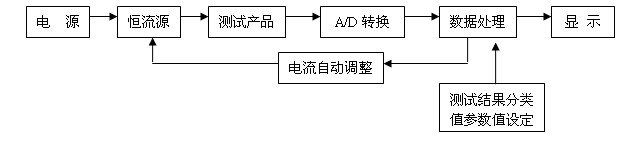 电 源
恒流源
测试产品
A/D 转换
数据处理
显 示
电流自动调整
测试结果分类
值参数值设定